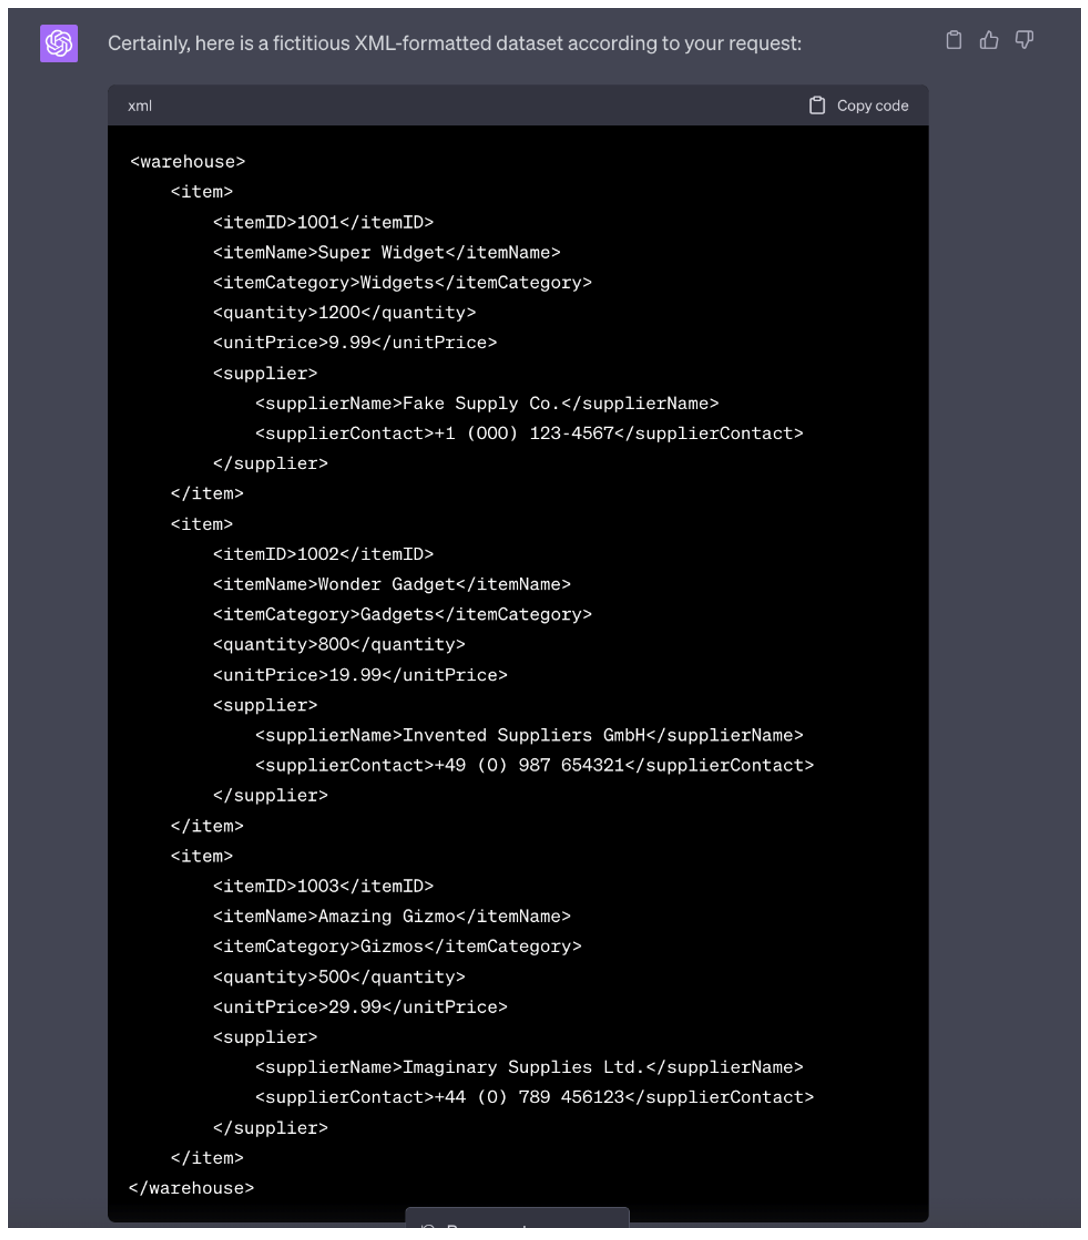 Certainly, here is a fictitious XML-formatted dataset according to your request:
xml
Copy code
<warehouse>
    <item>
        <itemID>1001</itemID>
        <itemName>Super Widget</itemName>
        <itemCategory>Widgets</itemCategory>
        <quantity>1200</quantity>
        <unitPrice>9.99</unitPrice>
        <supplier>
            <supplierName>Fake Supply Co.</supplierName>
            <supplierContact>+1 (000) 123-4567</supplierContact>
        </supplier>
    </item>
    <item>
        <itemID>1002</itemID>
        <itemName>Wonder Gadget</itemName>
        <itemCategory>Gadgets</itemCategory>
        <quantity>800</quantity>
        <unitPrice>19.99</unitPrice>
        <supplier>
            <supplierName>Invented Suppliers GmbH</supplierName>
            <supplierContact>+49 (0) 987 654321</supplierContact>
        </supplier>
    </item>
    <item>
        <itemID>1003</itemID>
        <itemName>Amazing Gizmo</itemName>
        <itemCategory>Gizmos</itemCategory>
        <quantity>500</quantity>
        <unitPrice>29.99</unitPrice>
        <supplier>
            <supplierName>Imaginary Supplies Ltd.</supplierName>
            <supplierContact>+44 (0) 789 456123</supplierContact>
        </supplier>
    </item>
</warehouse>